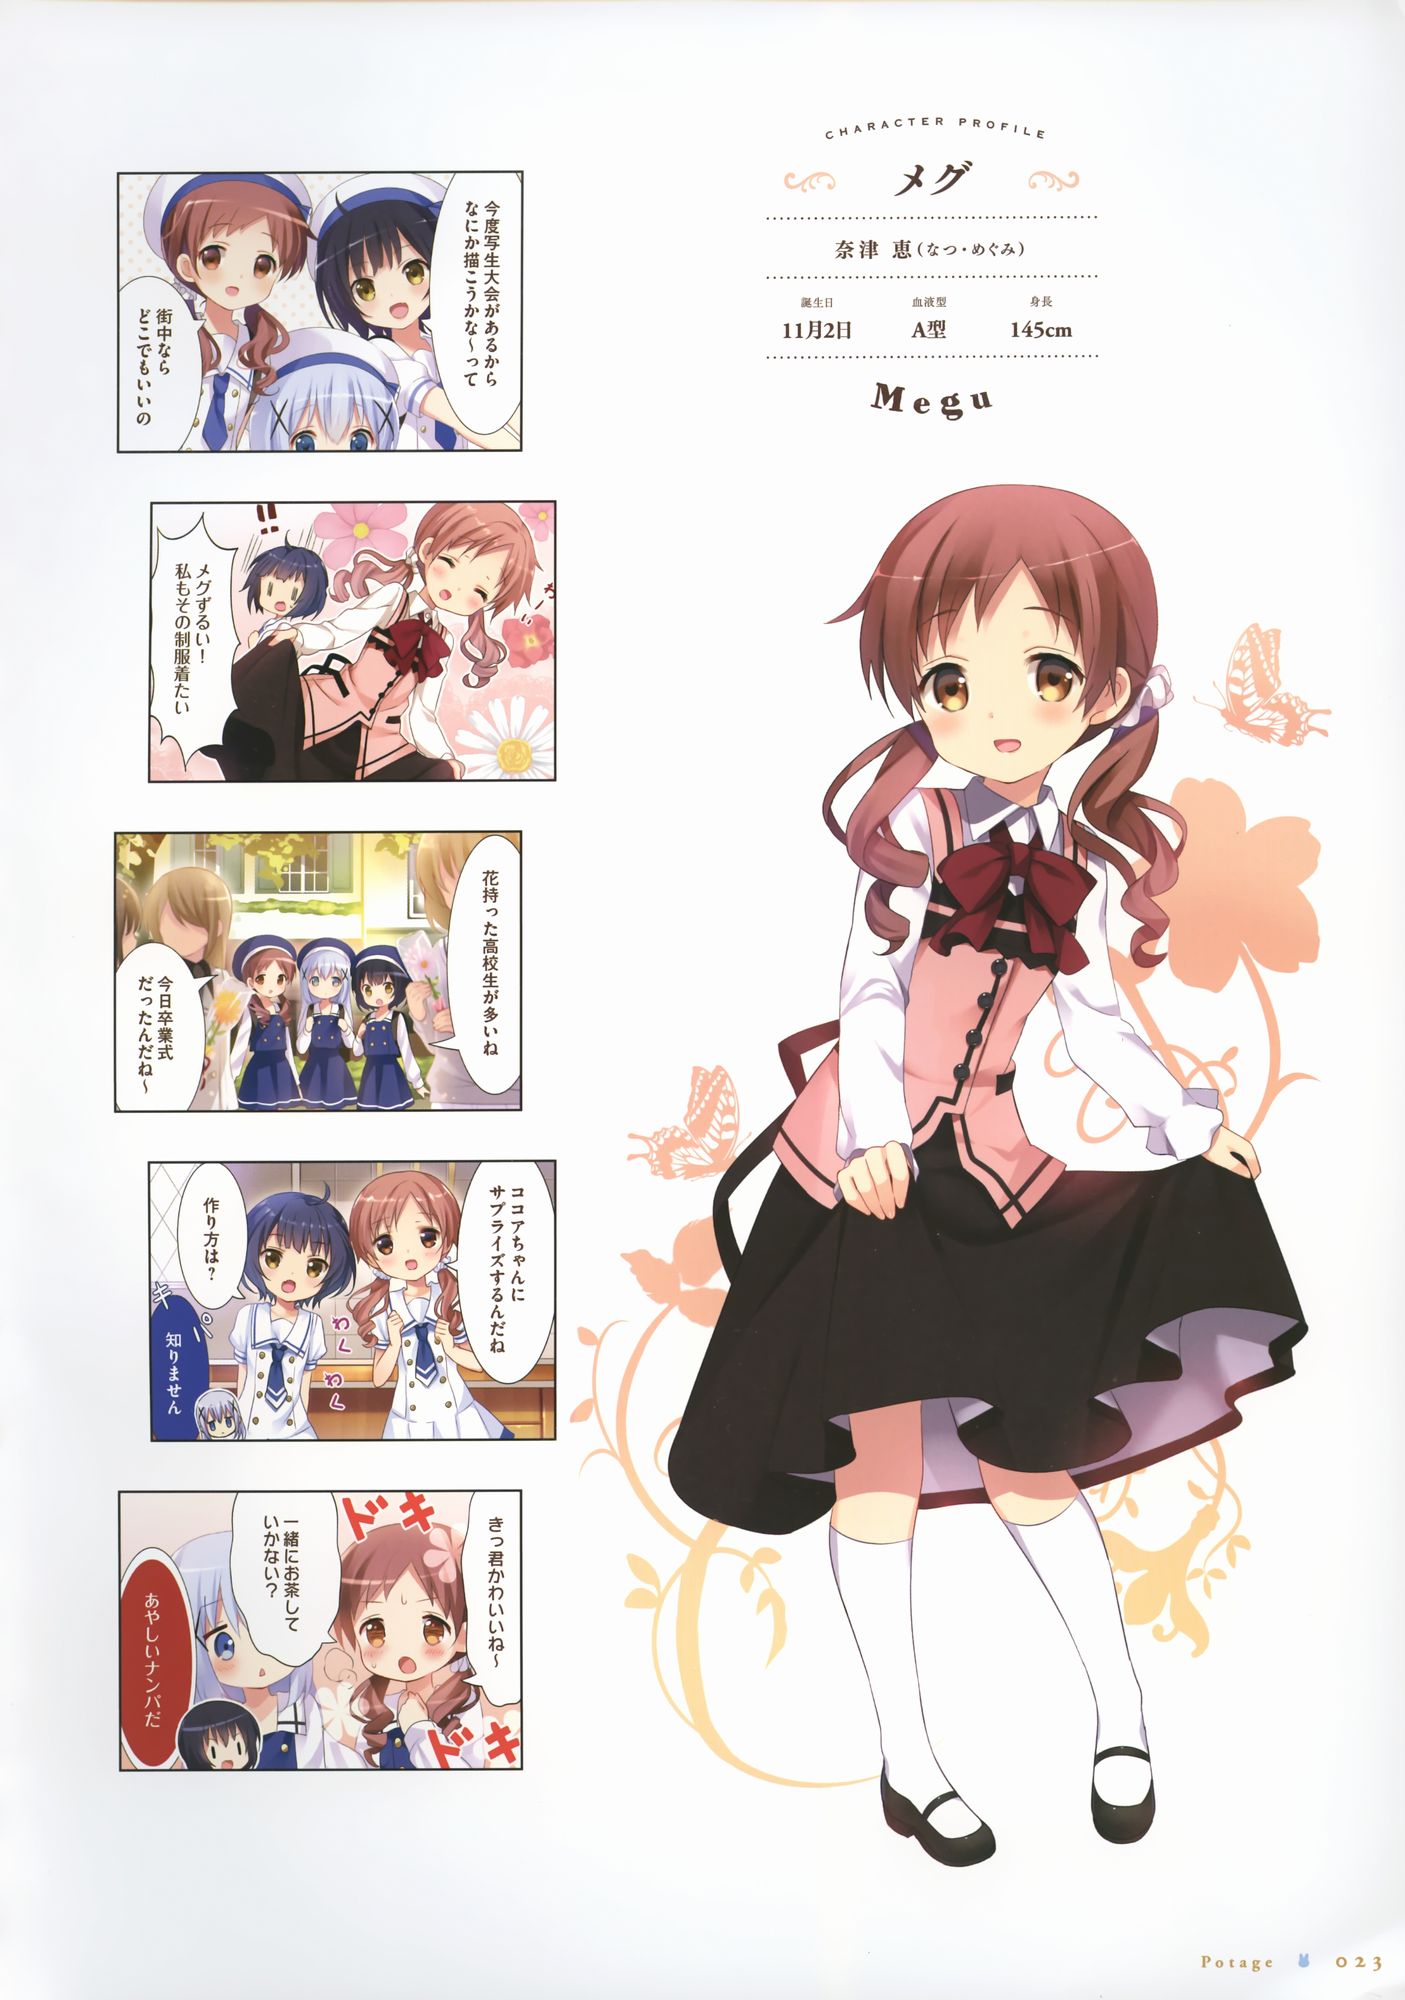 CHARACTER PROFILE
メグ
奈津 恵(なつ・めぐみ)
誕生日
11月2日
血液型
A型
身長
145cm
Megu
今度写生大会があるから
なにか描こうかな〜って
街中なら
どこでもいいの
!!
メグずるい!
私もその制服着たい
花持った高校生が多いね
今日卒業式
だったんだね〜
ココアちゃんに
サプライズするんだね
わく
わく
作り方は?
キパ
知りません
きっ君かわいいね〜
ドキ
ドキ
一緒にお茶して
いかない?
あやしいナンパだ
Potage
023